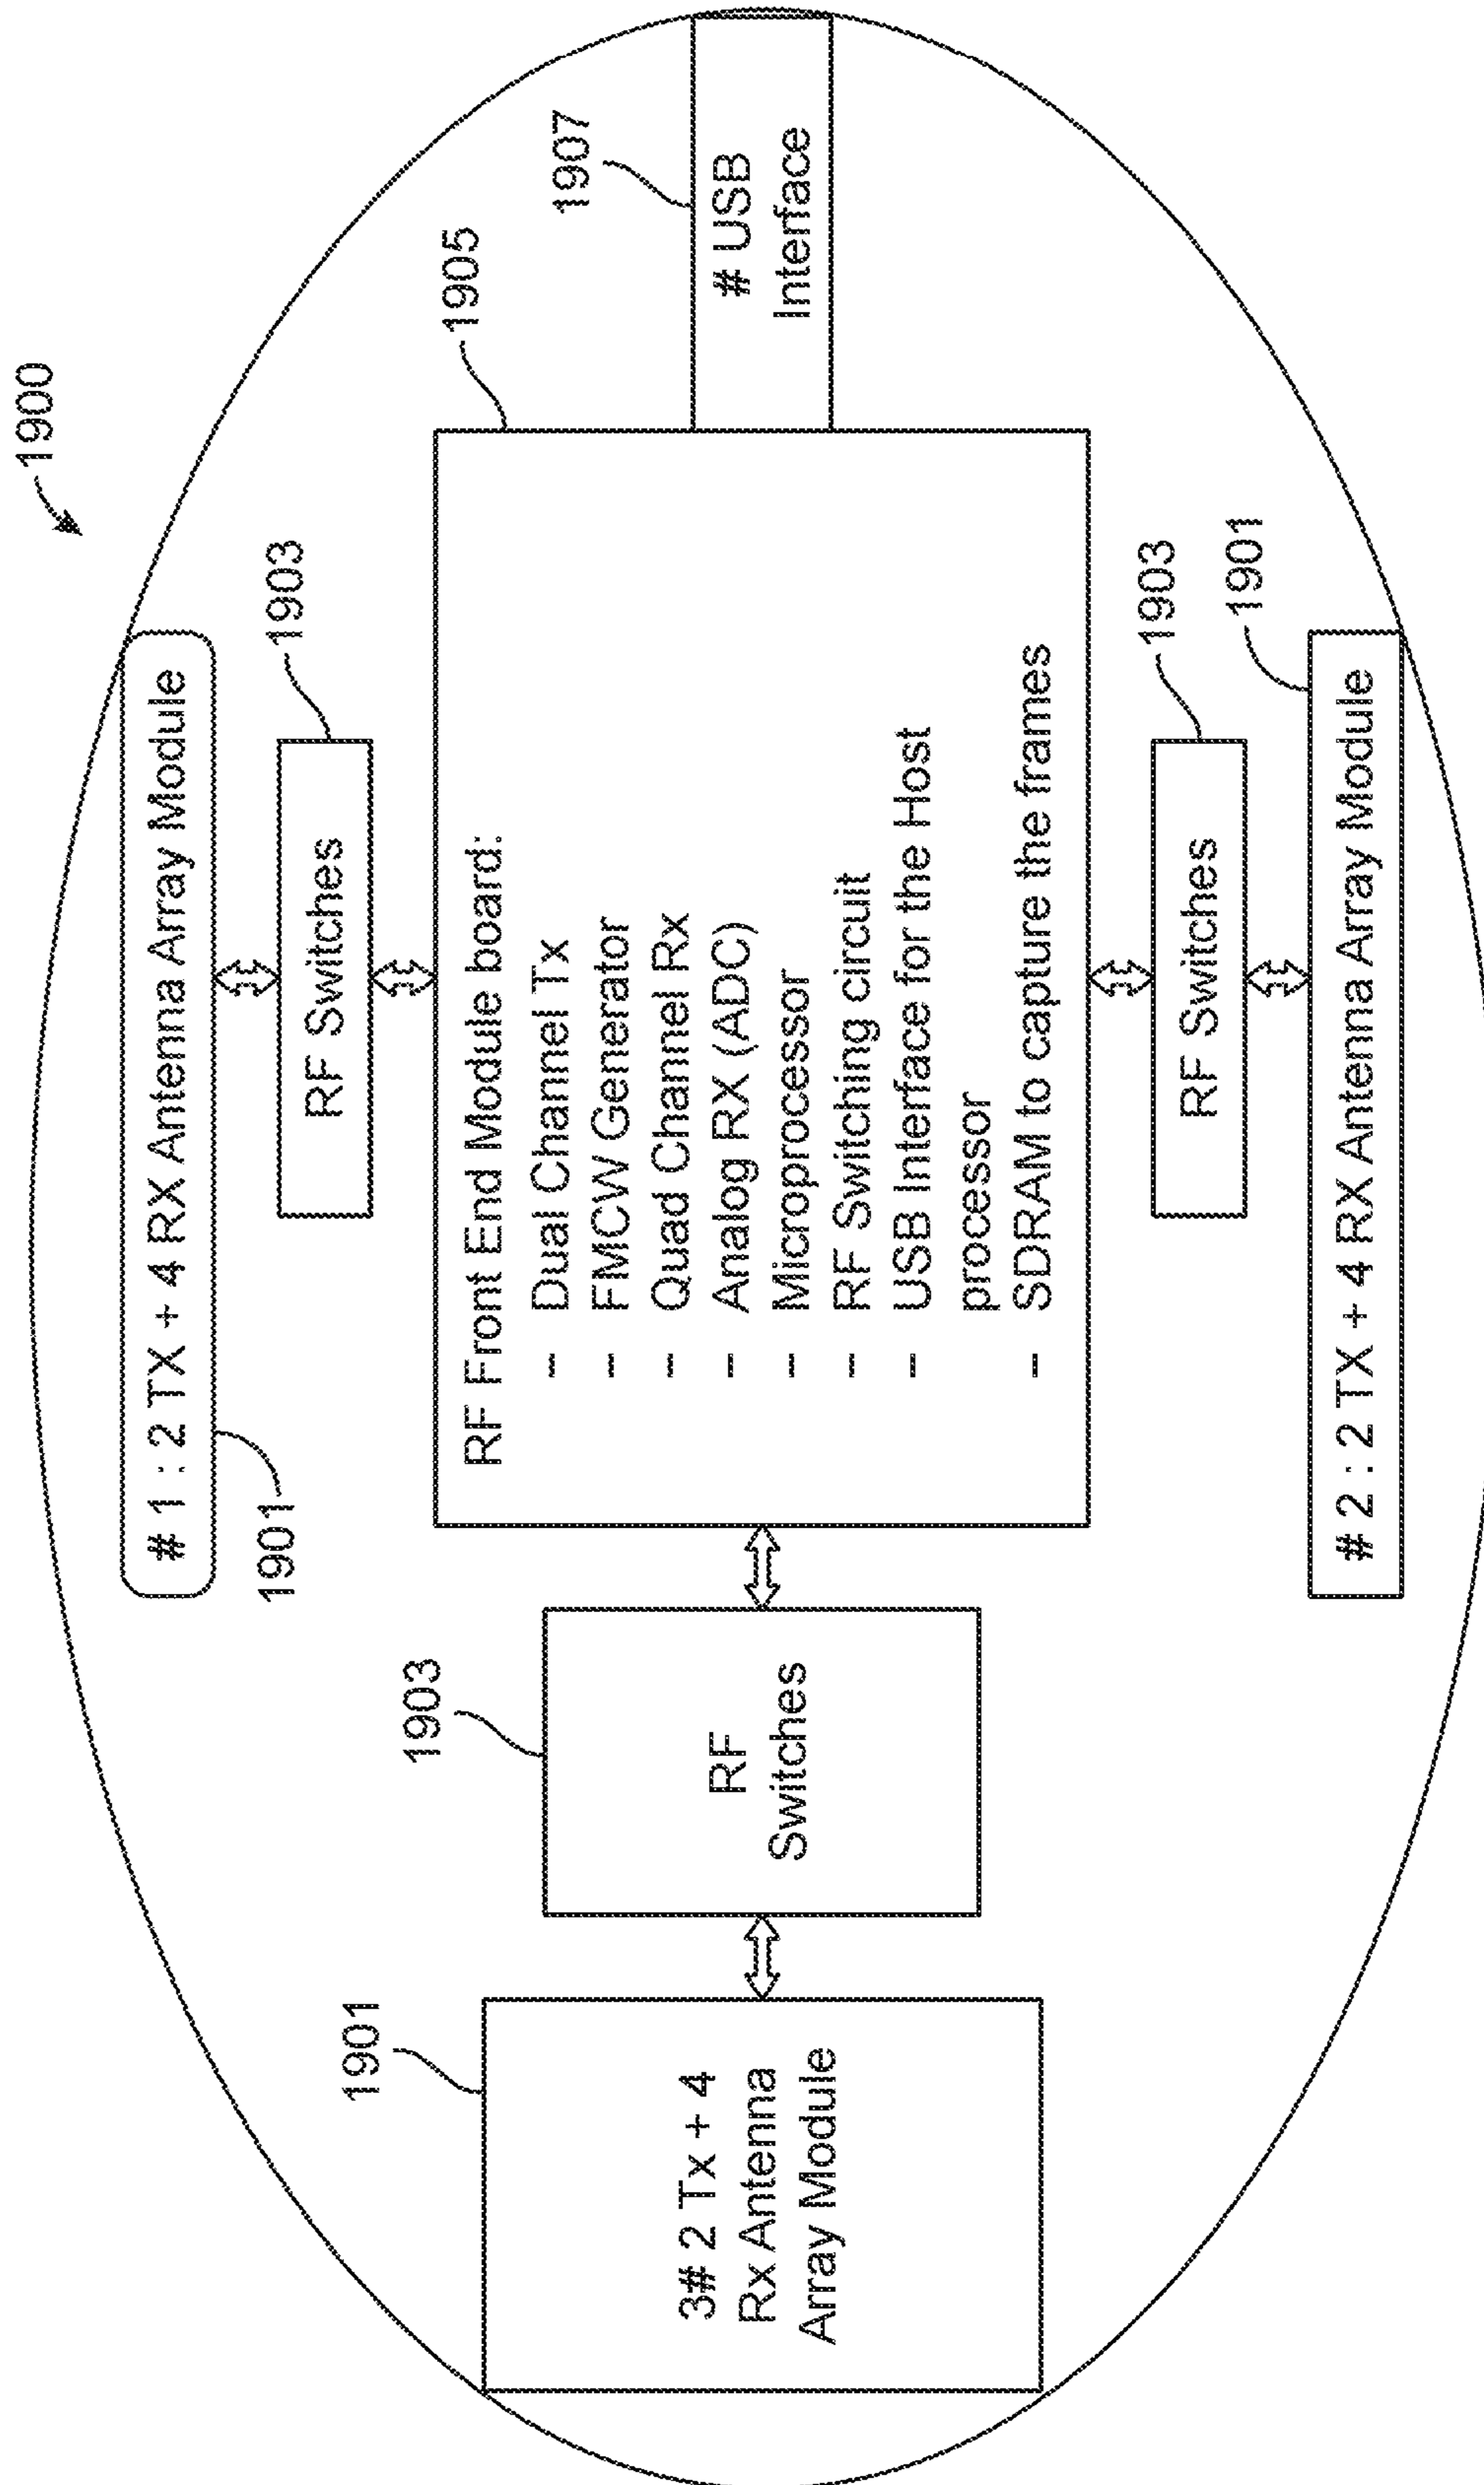 1900
# 1 : 2 TX + 4 RX Antenna Array Module
1901
RF Switches
1903
RF Front End Module board:
– Dual Channel Tx
– FMCW Generator
– Quad Channel Rx
– Analog RX (ADC)
– Microprocessor
– RF Switching circuit
– USB Interface for the Host
processor
– SDRAM to capture the frames
1905
# USB
Interface
1907
RF
Switches
1903
3# 2 Tx + 4
Rx Antenna
Array Module
1901
RF Switches
1903
# 2 : 2 TX + 4 RX Antenna Array Module
1901